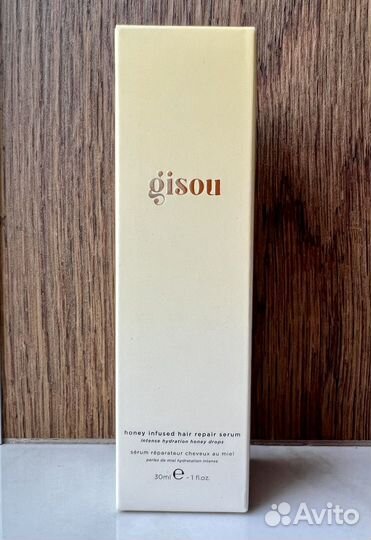 gisou
honey infused hair repair serum
intense hydration honey drops
sérum réparateur cheveux au miel
perles de miel hydratation intense
30ml e - 1 fl.oz.
Avito